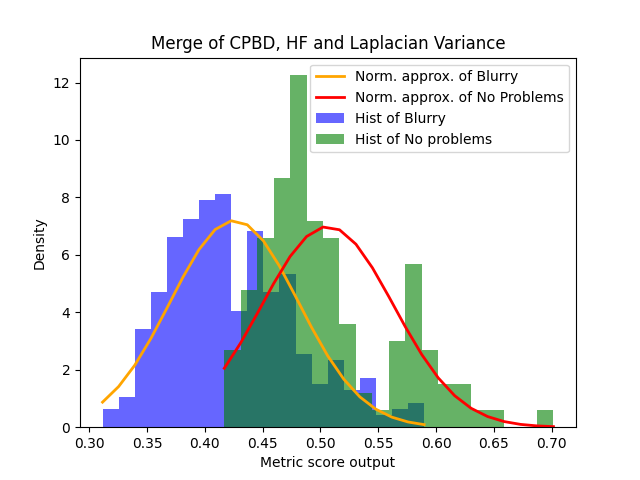 Merge of CPBD, HF and Laplacian Variance
Norm. approx. of Blurry
Norm. approx. of No Problems
Hist of Blurry
Hist of No problems
Density
12
10
8
6
4
2
0
0.30 0.35 0.40 0.45 0.50 0.55 0.60 0.65 0.70
Metric score output